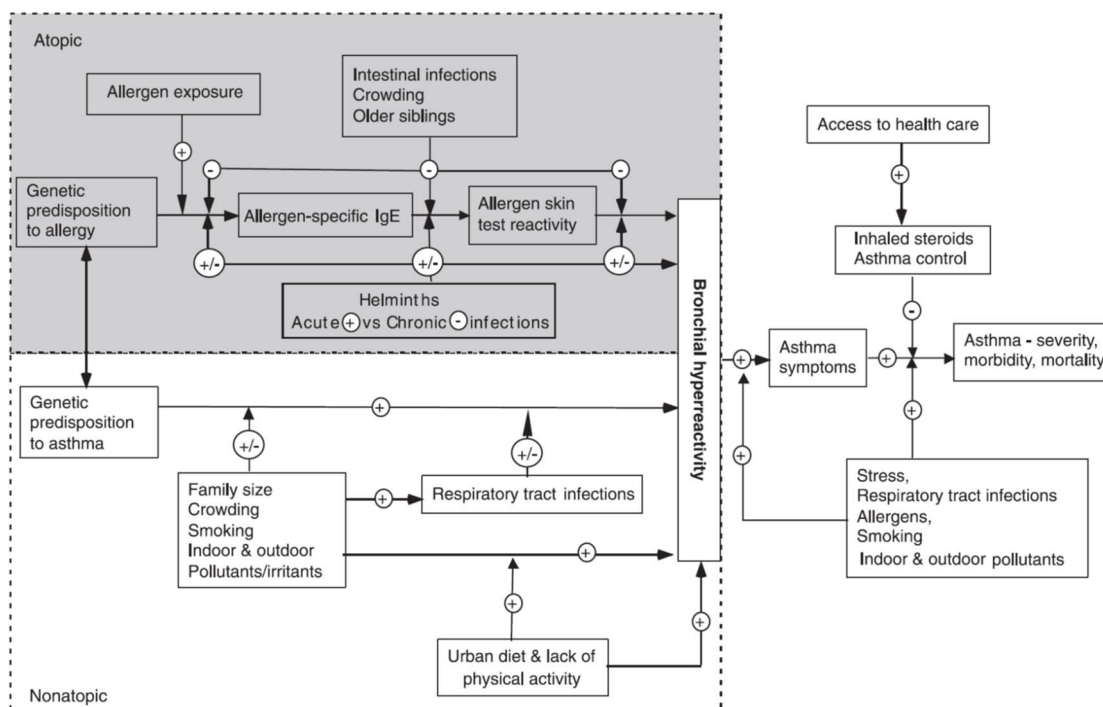 Atopic
Allergen exposure
Intestinal infections
Crowding
Older siblings
+
-
-
-
Genetic
predisposition
to allergy
Allergen-specific IgE
Allergen skin
test reactivity
+/-
+/-
+/-
Helminths
Acute + vs Chronic - infections
Genetic
predisposition
to asthma
+
+/-
+/-
Family size
Crowding
Smoking
Indoor & outdoor
Pollutants/irritants
+
Respiratory tract infections
+
+
+
Urban diet & lack of
physical activity
Nonatopic
Bronchial hyperreactivity
Access to health care
+
Inhaled steroids
Asthma control
-
+
Asthma
symptoms
+
Asthma - severity,
morbidity, mortality
+
+
Stress,
Respiratory tract infections
Allergens,
Smoking
Indoor & outdoor pollutants